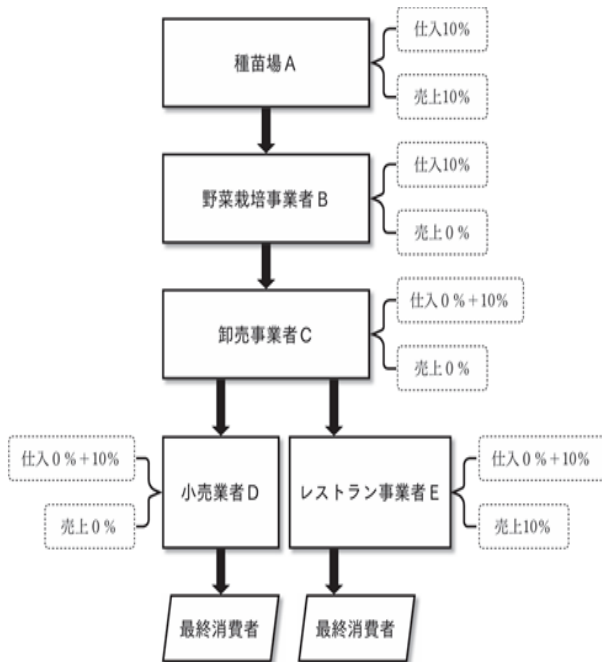 種苗場A
仕入10%
売上10%
野菜栽培事業者B
仕入10%
売上0%
卸売事業者C
仕入0%+10%
売上0%
仕入0%+10%
売上0%
小売業者D
レストラン事業者E
仕入0%+10%
売上10%
最終消費者
最終消費者